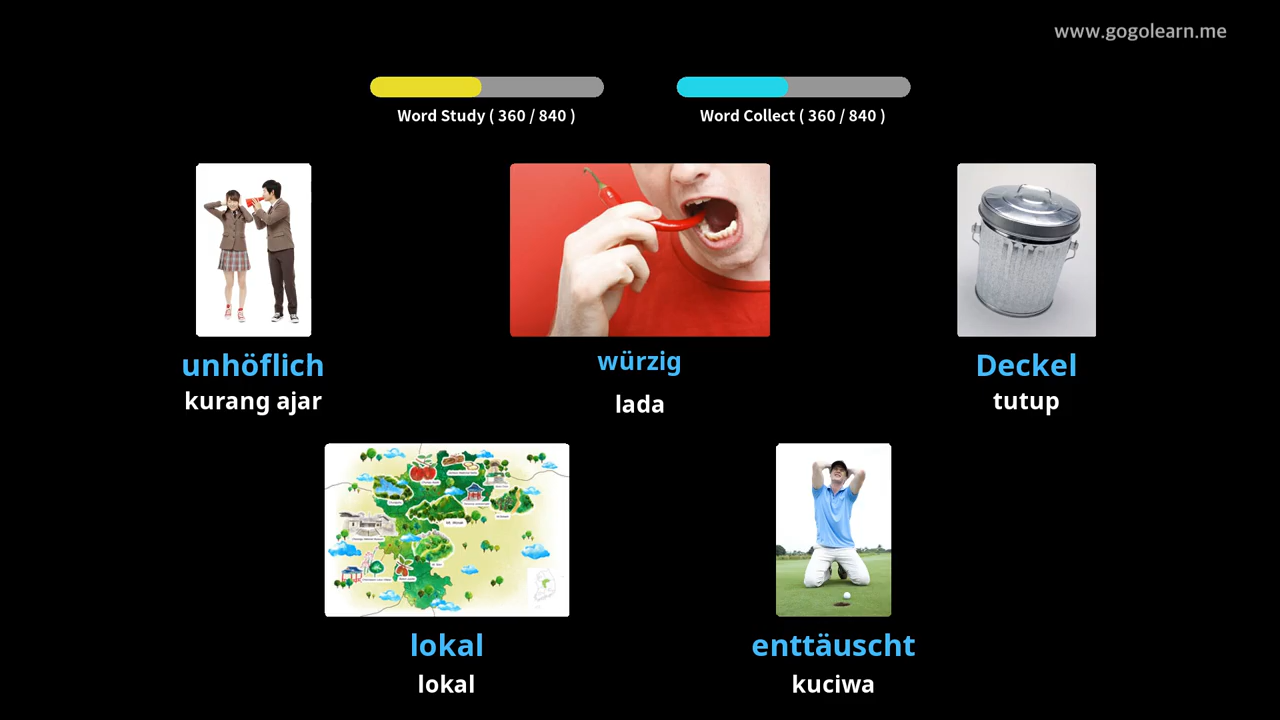 www.gogolearn.me
Word Study ( 360 / 840 )
Word Collect ( 360 / 840 )
unhöflich
kurang ajar
würzig
lada
Deckel
tutup
lokal
lokal
enttäuscht
kuciwa